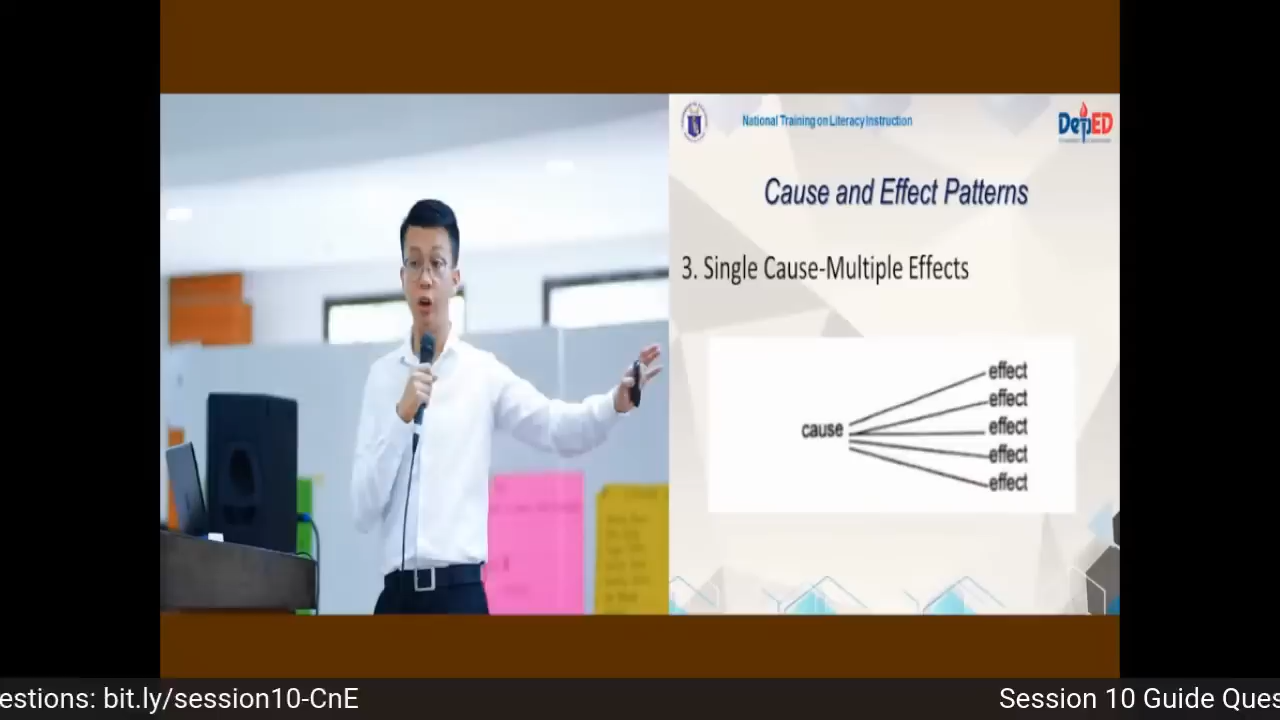 National Training on Literacy Instruction
DepED
Cause and Effect Patterns
3. Single Cause-Multiple Effects
cause
effect
effect
effect
effect
effect
estions: bit.ly/session10-CnE
Session 10 Guide Ques